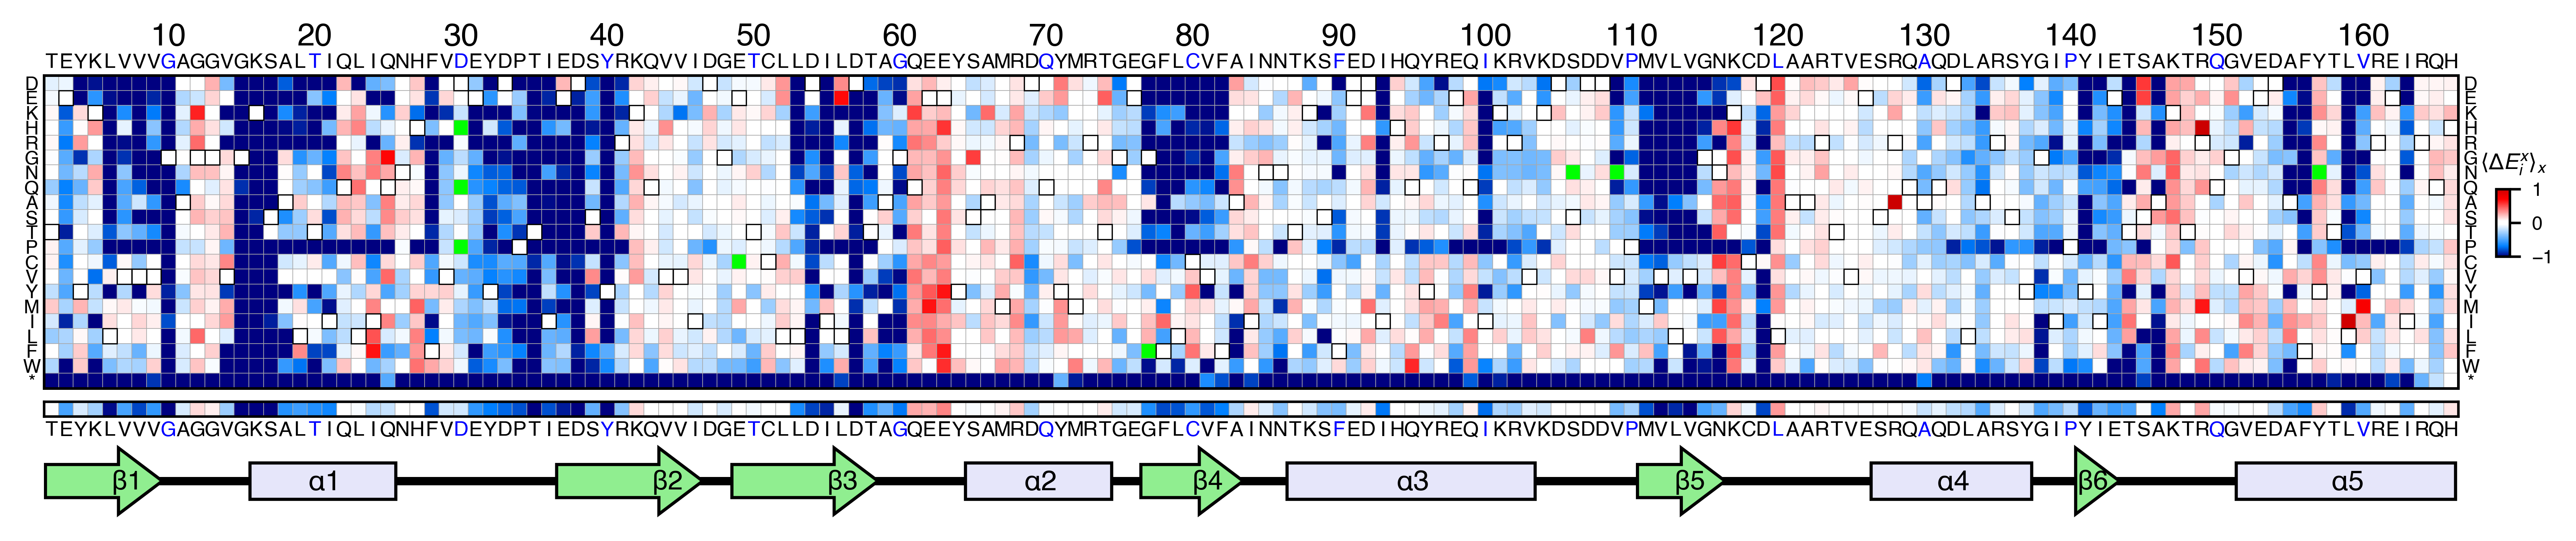 10 20 30 40 50 60 70 80 90 100 110 120 130 140 150 160
TEYKLVVVGAGGVGKSALTIQLIQNHFVDEYDPTIEDSYRKQVVIDGETCLLDILDTAGQEEYSAMRDQYMRTGEGFLCVFAINNTKSFEDIHQYREQIKRVKDSDDVPMVLVGNKCDLAARTVESRQAQDLARSYGIPYIETSAKTRQGVEDAFYTLVREIRQH
D D
E E
K K
H H
R R
G G
N N
Q Q
A A
S S
T T
P P
C C
V V
Y Y
M M
I I
L L
F F
W W
* *
⟨ΔE_i^x⟩_x
1
0
−1
TEYKLVVVGAGGVGKSALTIQLIQNHFVDEYDPTIEDSYRKQVVIDGETCLLDILDTAGQEEYSAMRDQYMRTGEGFLCVFAINNTKSFEDIHQYREQIKRVKDSDDVPMVLVGNKCDLAARTVESRQAQDLARSYGIPYIETSAKTRQGVEDAFYTLVREIRQH
β1 α1 β2 β3 α2 β4 α3 β5 α4 β6 α5